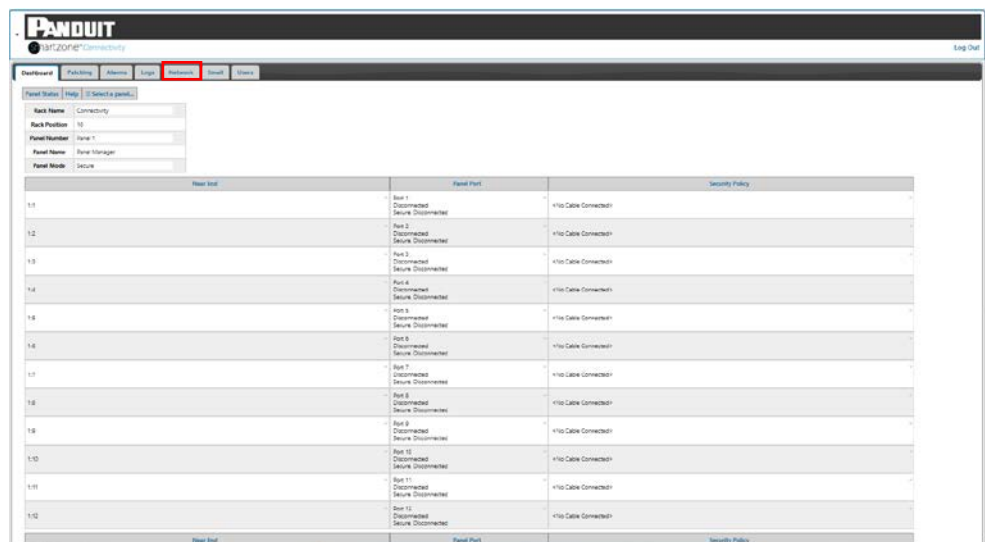 PANDUIT
smartzone Connectivity
Log Out
Dashboard Patching Alarms Logs Network Email Users
Panel Status Help Select a panel...
Rack Name Connectivity
Rack Position 10
Panel Number Panel 1
Panel Name Panel Manager
Panel Mode Secure
Near End Panel Port Security Policy
1:1 Port 1 Disconnected Secure: Disconnected <No Cable Connected>
1:2 Port 2 Disconnected Secure: Disconnected <No Cable Connected>
1:3 Port 3 Disconnected Secure: Disconnected <No Cable Connected>
1:4 Port 4 Disconnected Secure: Disconnected <No Cable Connected>
1:5 Port 5 Disconnected Secure: Disconnected <No Cable Connected>
1:6 Port 6 Disconnected Secure: Disconnected <No Cable Connected>
1:7 Port 7 Disconnected Secure: Disconnected <No Cable Connected>
1:8 Port 8 Disconnected Secure: Disconnected <No Cable Connected>
1:9 Port 9 Disconnected Secure: Disconnected <No Cable Connected>
1:10 Port 10 Disconnected Secure: Disconnected <No Cable Connected>
1:11 Port 11 Disconnected Secure: Disconnected <No Cable Connected>
1:12 Port 12 Disconnected Secure: Disconnected <No Cable Connected>
Near End Panel Port Security Policy